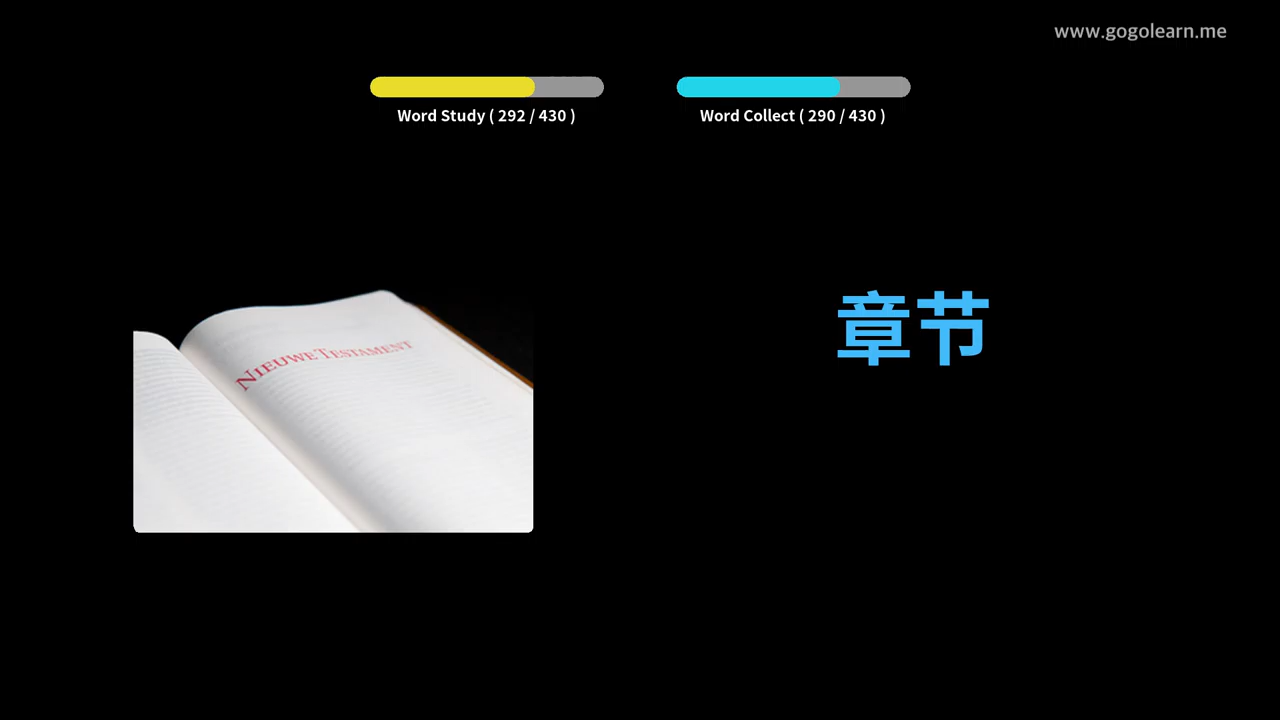 www.gogolearn.me
Word Study ( 292 / 430 )
Word Collect ( 290 / 430 )
NIEUWE TESTAMENT
章节